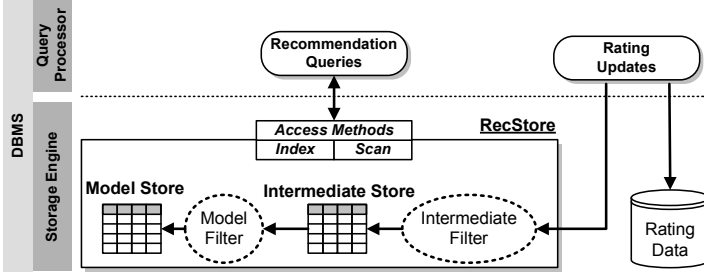 DBMS
Query
Processor
Storage Engine
Recommendation
Queries
Rating
Updates
Access Methods
Index
Scan
RecStore
Model Store
Intermediate Store
Model
Filter
Intermediate
Filter
Rating
Data